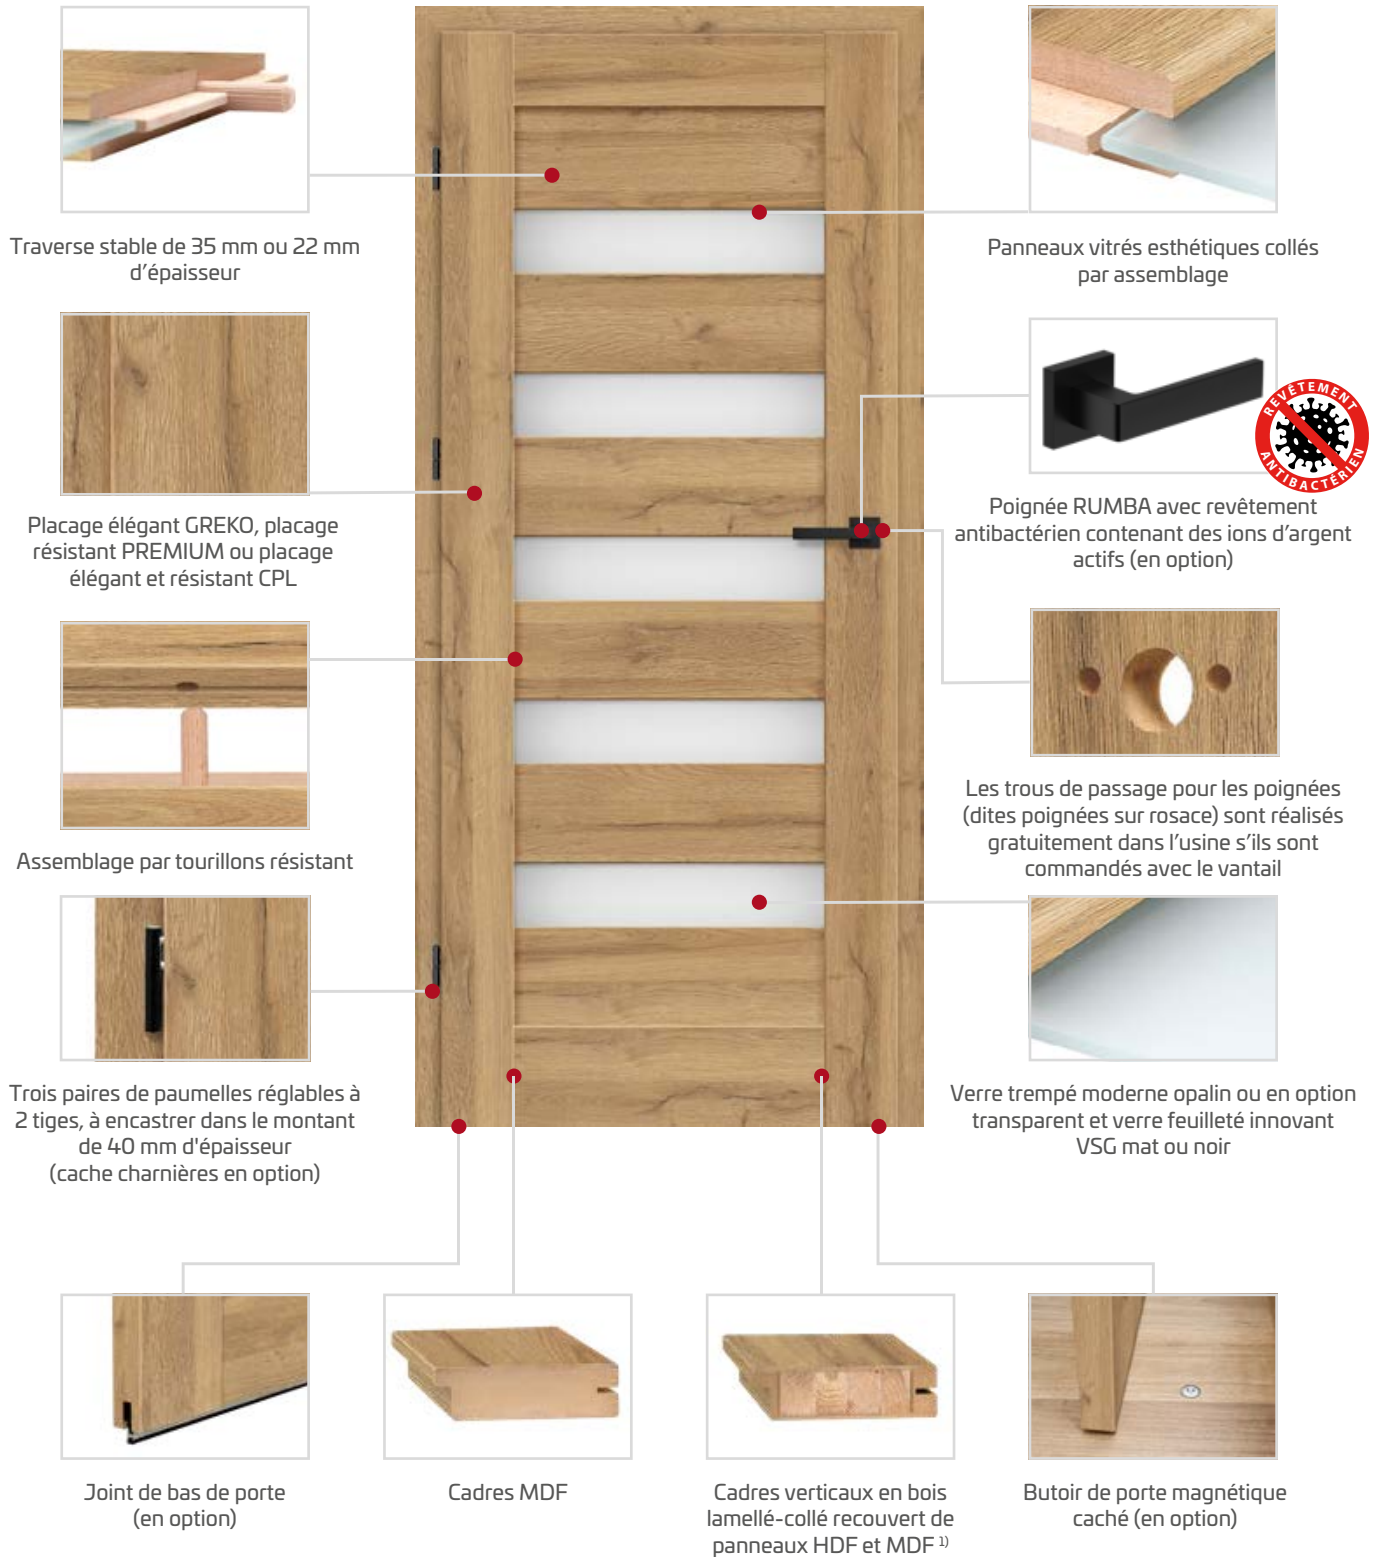 Traverse stable de 35 mm ou 22 mm
d’épaisseur
Panneaux vitrés esthétiques collés
par assemblage
Placage élégant GREKO, placage
résistant PREMIUM ou placage
élégant et résistant CPL
REVÊTEMENT
ANTIBACTÉRIEN
Poignée RUMBA avec revêtement
antibactérien contenant des ions d’argent
actifs (en option)
Assemblage par tourillons résistant
Les trous de passage pour les poignées
(dites poignées sur rosace) sont réalisés
gratuitement dans l’usine s’ils sont
commandés avec le vantail
Trois paires de paumelles réglables à
2 tiges, à encastrer dans le montant
de 40 mm d'épaisseur
(cache charnières en option)
Verre trempé moderne opalin ou en option
transparent et verre feuilleté innovant
VSG mat ou noir
Joint de bas de porte
(en option)
Cadres MDF
Cadres verticaux en bois
lamellé-collé recouvert de
panneaux HDF et MDF ¹⁾
Butoir de porte magnétique
caché (en option)